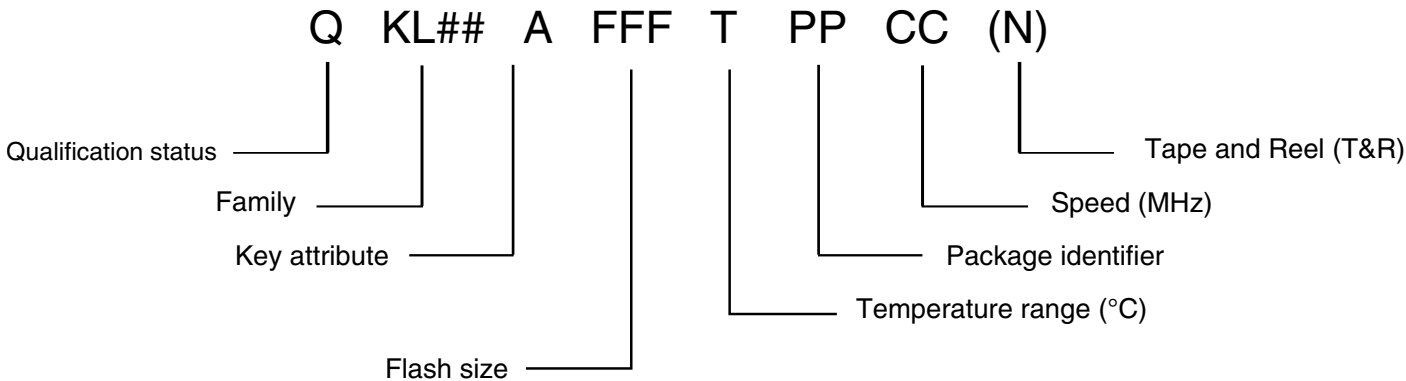 Q KL## A FFF T PP CC (N)
Qualification status
Tape and Reel (T&R)
Family
Speed (MHz)
Key attribute
Package identifier
Temperature range (°C)
Flash size